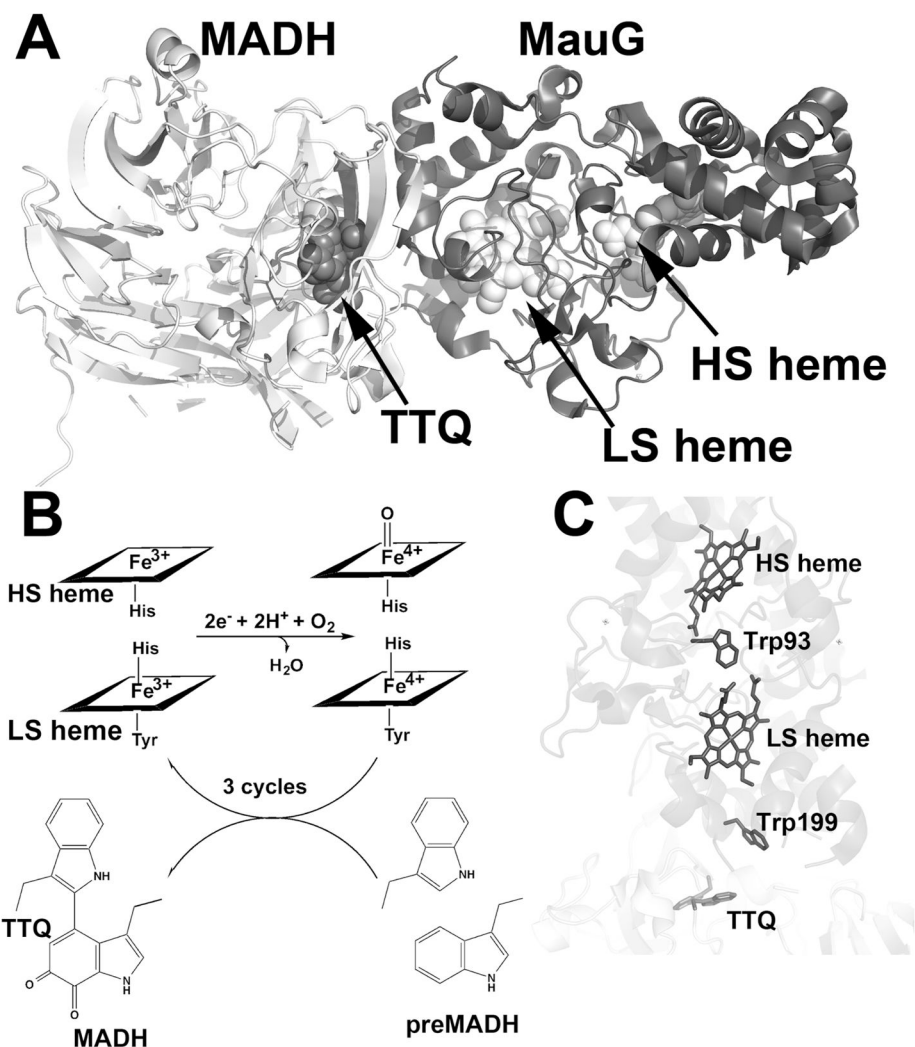 A
MADH
MauG
TTQ
LS heme
HS heme
B
Fe3+
HS heme
His
His
Fe3+
LS heme
Tyr
2e- + 2H+ + O2
H2O
O
Fe4+
His
His
Fe4+
Tyr
3 cycles
NH
TTQ
O
O
N
H
MADH
NH
N
H
preMADH
C
HS heme
Trp93
LS heme
Trp199
TTQ